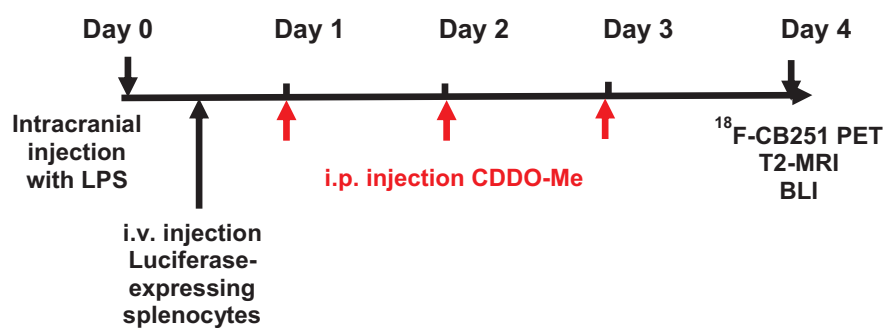 Day 0 Day 1 Day 2 Day 3 Day 4
Intracranial
injection
with LPS
i.v. injection
Luciferase-
expressing
splenocytes
i.p. injection CDDO-Me
¹⁸F-CB251 PET
T2-MRI
BLI